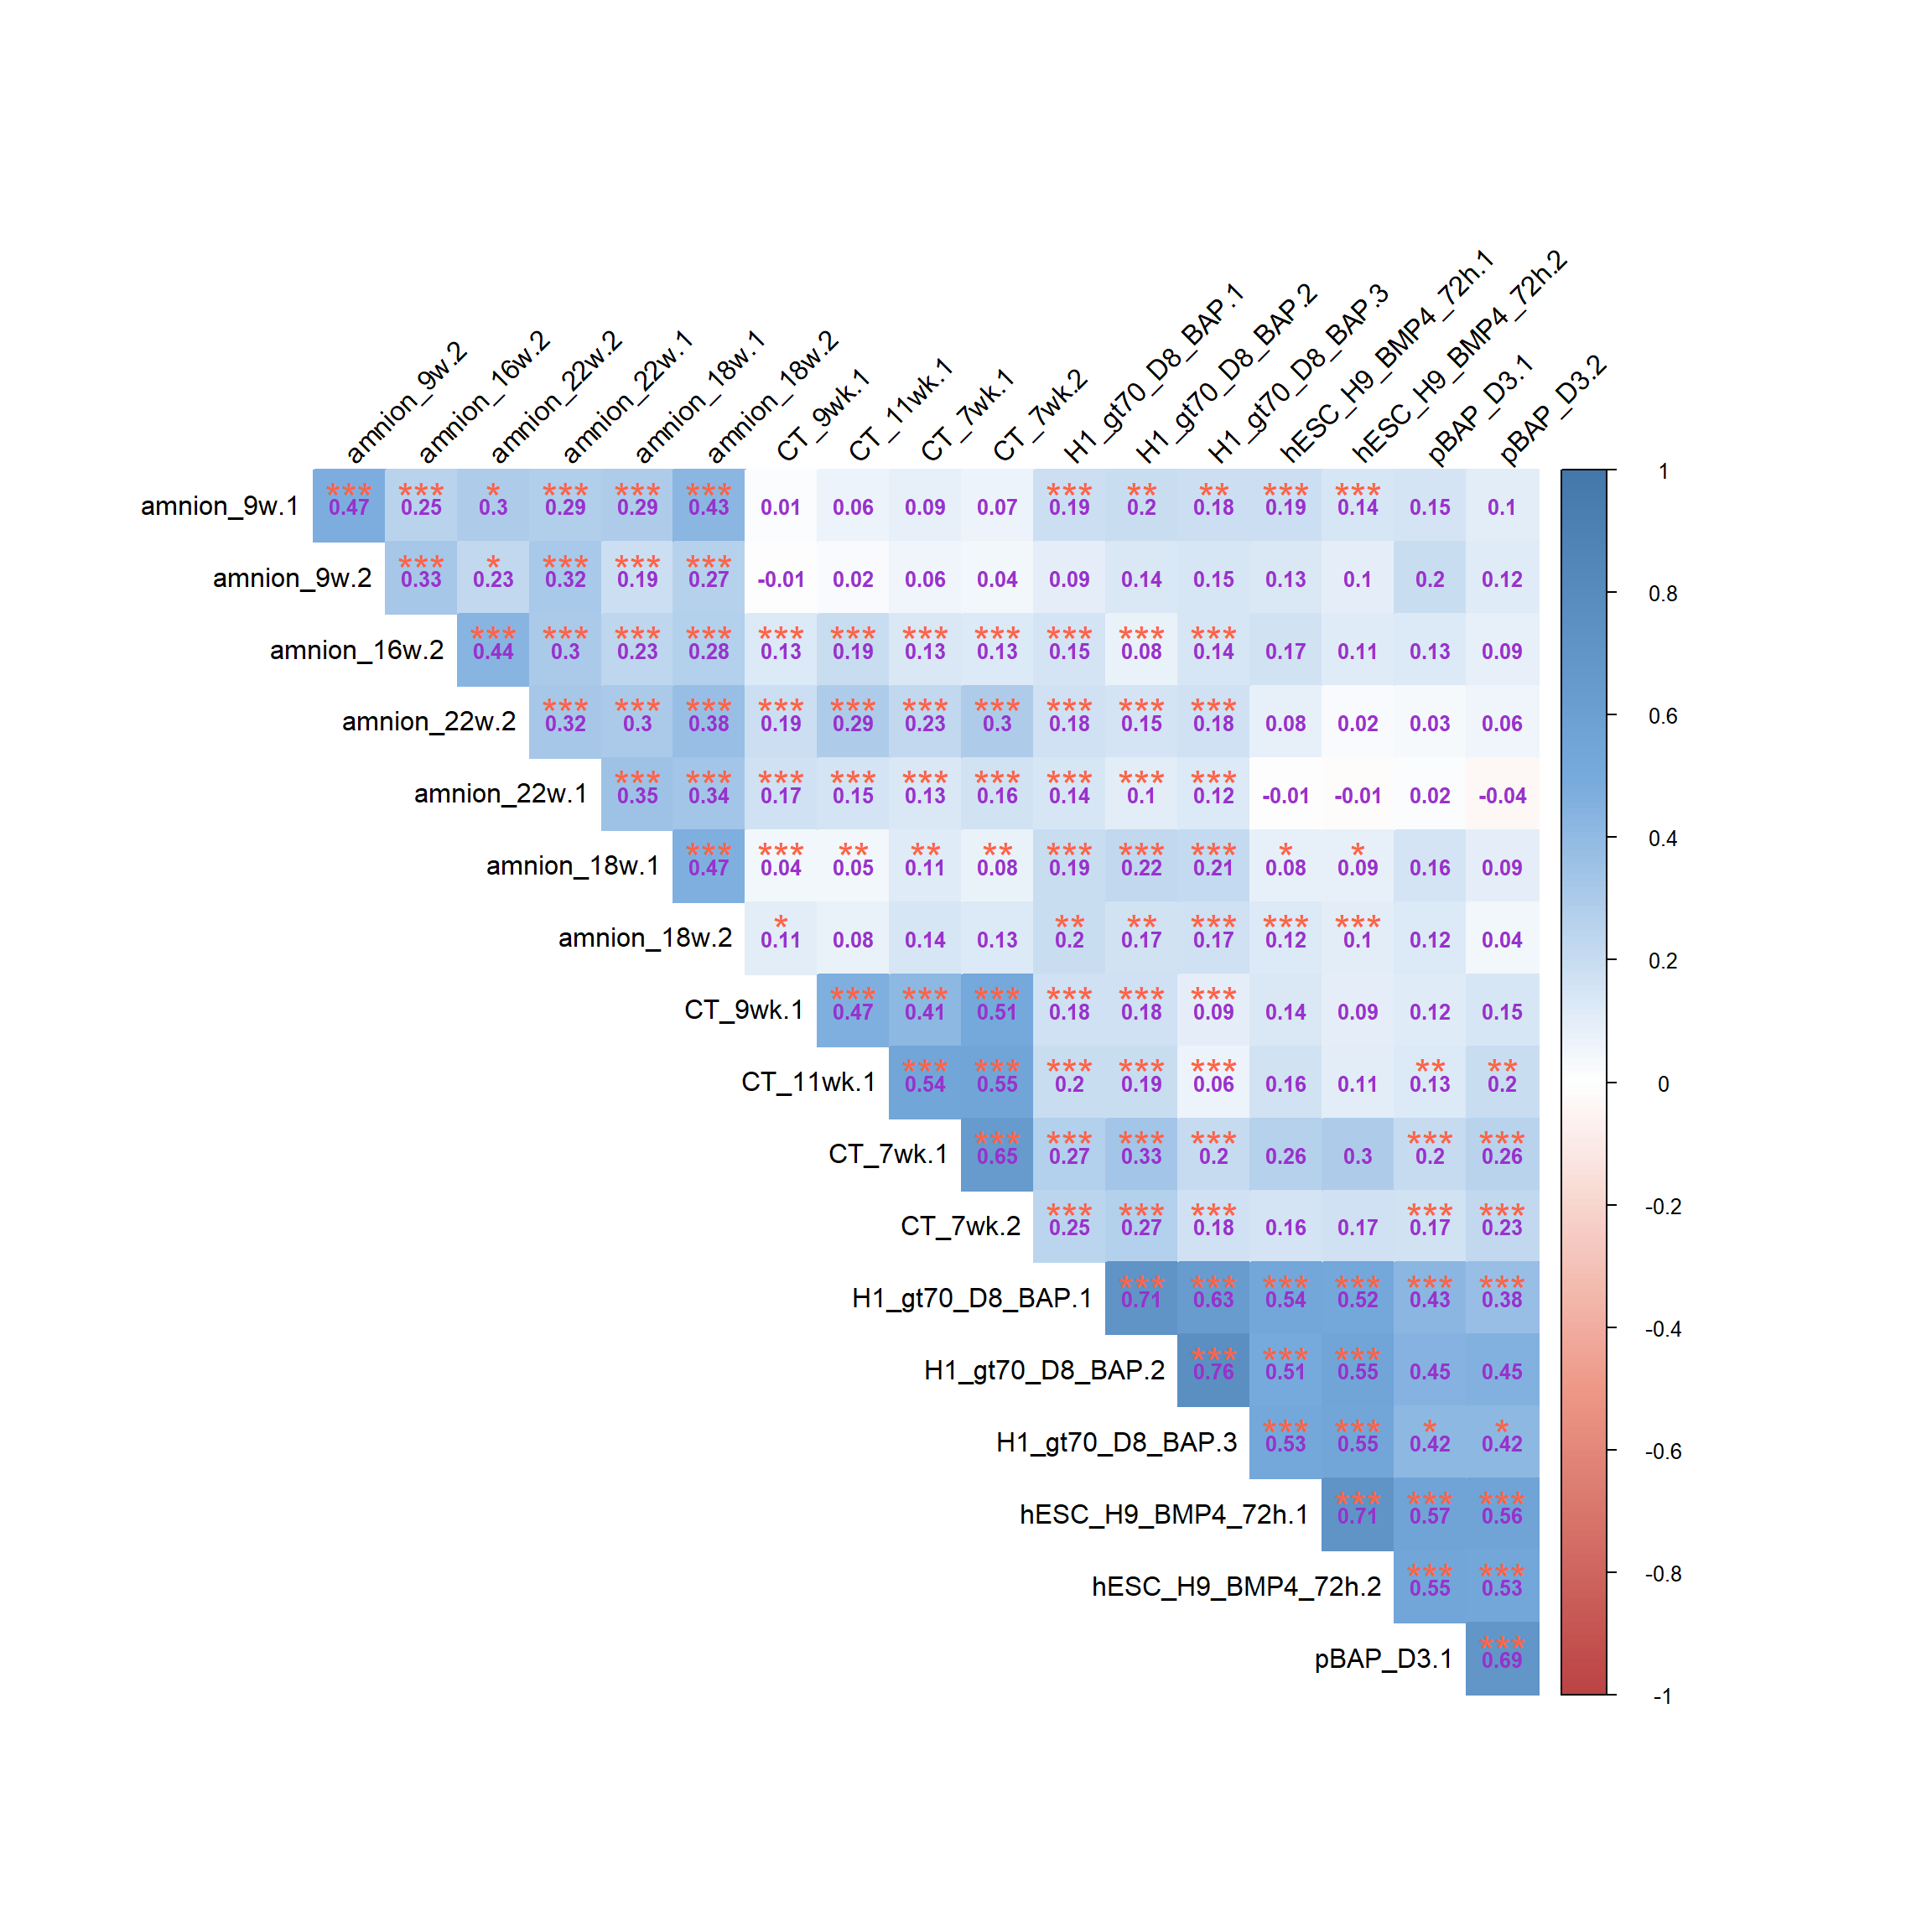 amnion_9w.2
amnion_16w.2
amnion_22w.2
amnion_22w.1
amnion_18w.1
amnion_18w.2
CT_9wk.1
CT_11wk.1
CT_7wk.1
CT_7wk.2
H1_gt70_D8_BAP.1
H1_gt70_D8_BAP.2
H1_gt70_D8_BAP.3
hESC_H9_BMP4_72h.1
hESC_H9_BMP4_72h.2
pBAP_D3.1
pBAP_D3.2
*** *** * *** *** *** *** ** ** *** ***
amnion_9w.1 0.47 0.25 0.3 0.29 0.29 0.43 0.01 0.06 0.09 0.07 0.19 0.2 0.18 0.19 0.14 0.15 0.1
*** * *** *** ***
amnion_9w.2 0.33 0.23 0.32 0.19 0.27 -0.01 0.02 0.06 0.04 0.09 0.14 0.15 0.13 0.1 0.2 0.12
*** *** *** *** *** *** *** *** *** *** ***
amnion_16w.2 0.44 0.3 0.23 0.28 0.13 0.19 0.13 0.13 0.15 0.08 0.14 0.17 0.11 0.13 0.09
*** *** *** *** *** *** *** *** *** ***
amnion_22w.2 0.32 0.3 0.38 0.19 0.29 0.23 0.3 0.18 0.15 0.18 0.08 0.02 0.03 0.06
*** *** *** *** *** *** *** *** ***
amnion_22w.1 0.35 0.34 0.17 0.15 0.13 0.16 0.14 0.1 0.12 -0.01 -0.01 0.02 -0.04
*** *** ** ** ** *** *** *** * *
amnion_18w.1 0.47 0.04 0.05 0.11 0.08 0.19 0.22 0.21 0.08 0.09 0.16 0.09
* ** ** *** *** ***
amnion_18w.2 0.11 0.08 0.14 0.13 0.2 0.17 0.17 0.12 0.1 0.12 0.04
*** *** *** *** *** ***
CT_9wk.1 0.47 0.41 0.51 0.18 0.18 0.09 0.14 0.09 0.12 0.15
*** *** *** *** *** ** **
CT_11wk.1 0.54 0.55 0.2 0.19 0.06 0.16 0.11 0.13 0.2
*** *** *** *** *** ***
CT_7wk.1 0.65 0.27 0.33 0.2 0.26 0.3 0.2 0.26
*** *** *** *** ***
CT_7wk.2 0.25 0.27 0.18 0.16 0.17 0.17 0.23
*** *** *** *** *** ***
H1_gt70_D8_BAP.1 0.71 0.63 0.54 0.52 0.43 0.38
*** *** ***
H1_gt70_D8_BAP.2 0.76 0.51 0.55 0.45 0.45
*** *** * *
H1_gt70_D8_BAP.3 0.53 0.55 0.42 0.42
*** *** ***
hESC_H9_BMP4_72h.1 0.71 0.57 0.56
*** ***
hESC_H9_BMP4_72h.2 0.55 0.53
***
pBAP_D3.1 0.69
1
0.8
0.6
0.4
0.2
0
-0.2
-0.4
-0.6
-0.8
-1